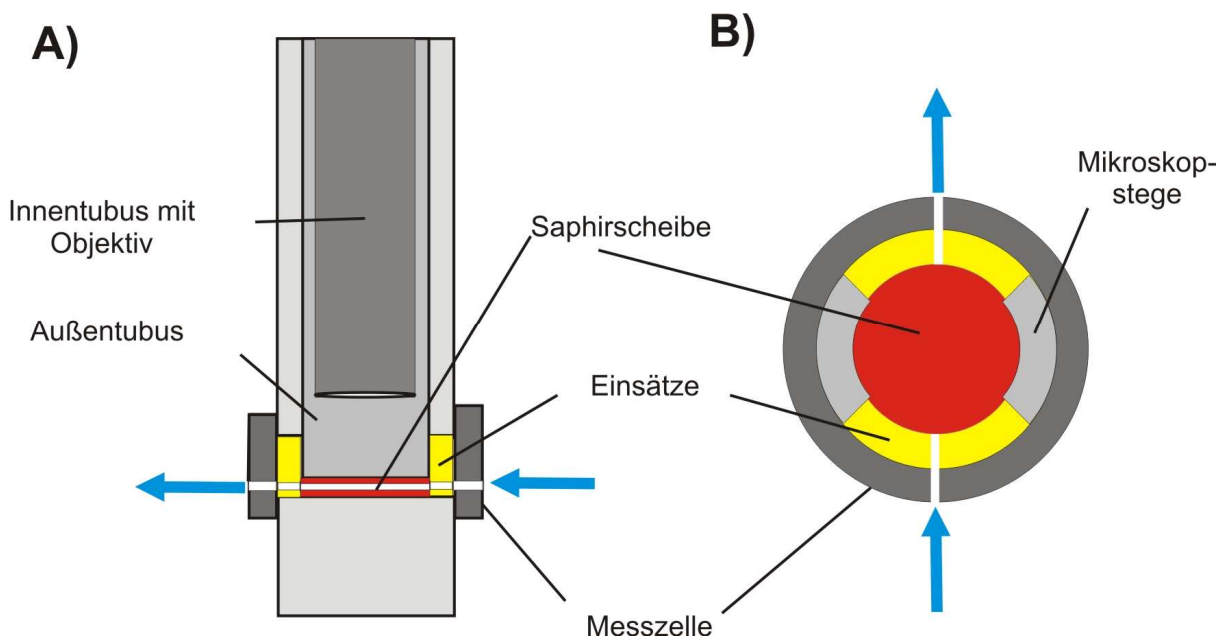 A)
B)
Innentubus mit
Objektiv
Saphirscheibe
Mikroskop-
stege
Außentubus
Einsätze
Messzelle